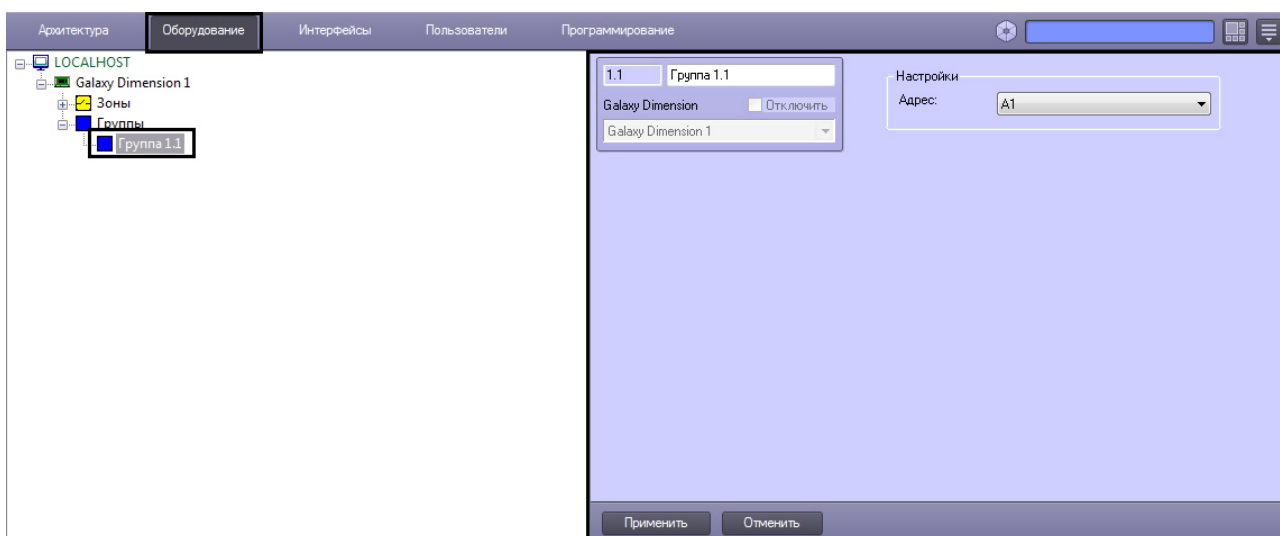 Архитектура Оборудование Интерфейсы Пользователи Программирование
LOCALHOST
Galaxy Dimension 1
Зоны
Группы
Группа 1.1
1.1 Группа 1.1
Galaxy Dimension Отключить
Galaxy Dimension 1
Настройки
Адрес: A1
Применить Отменить